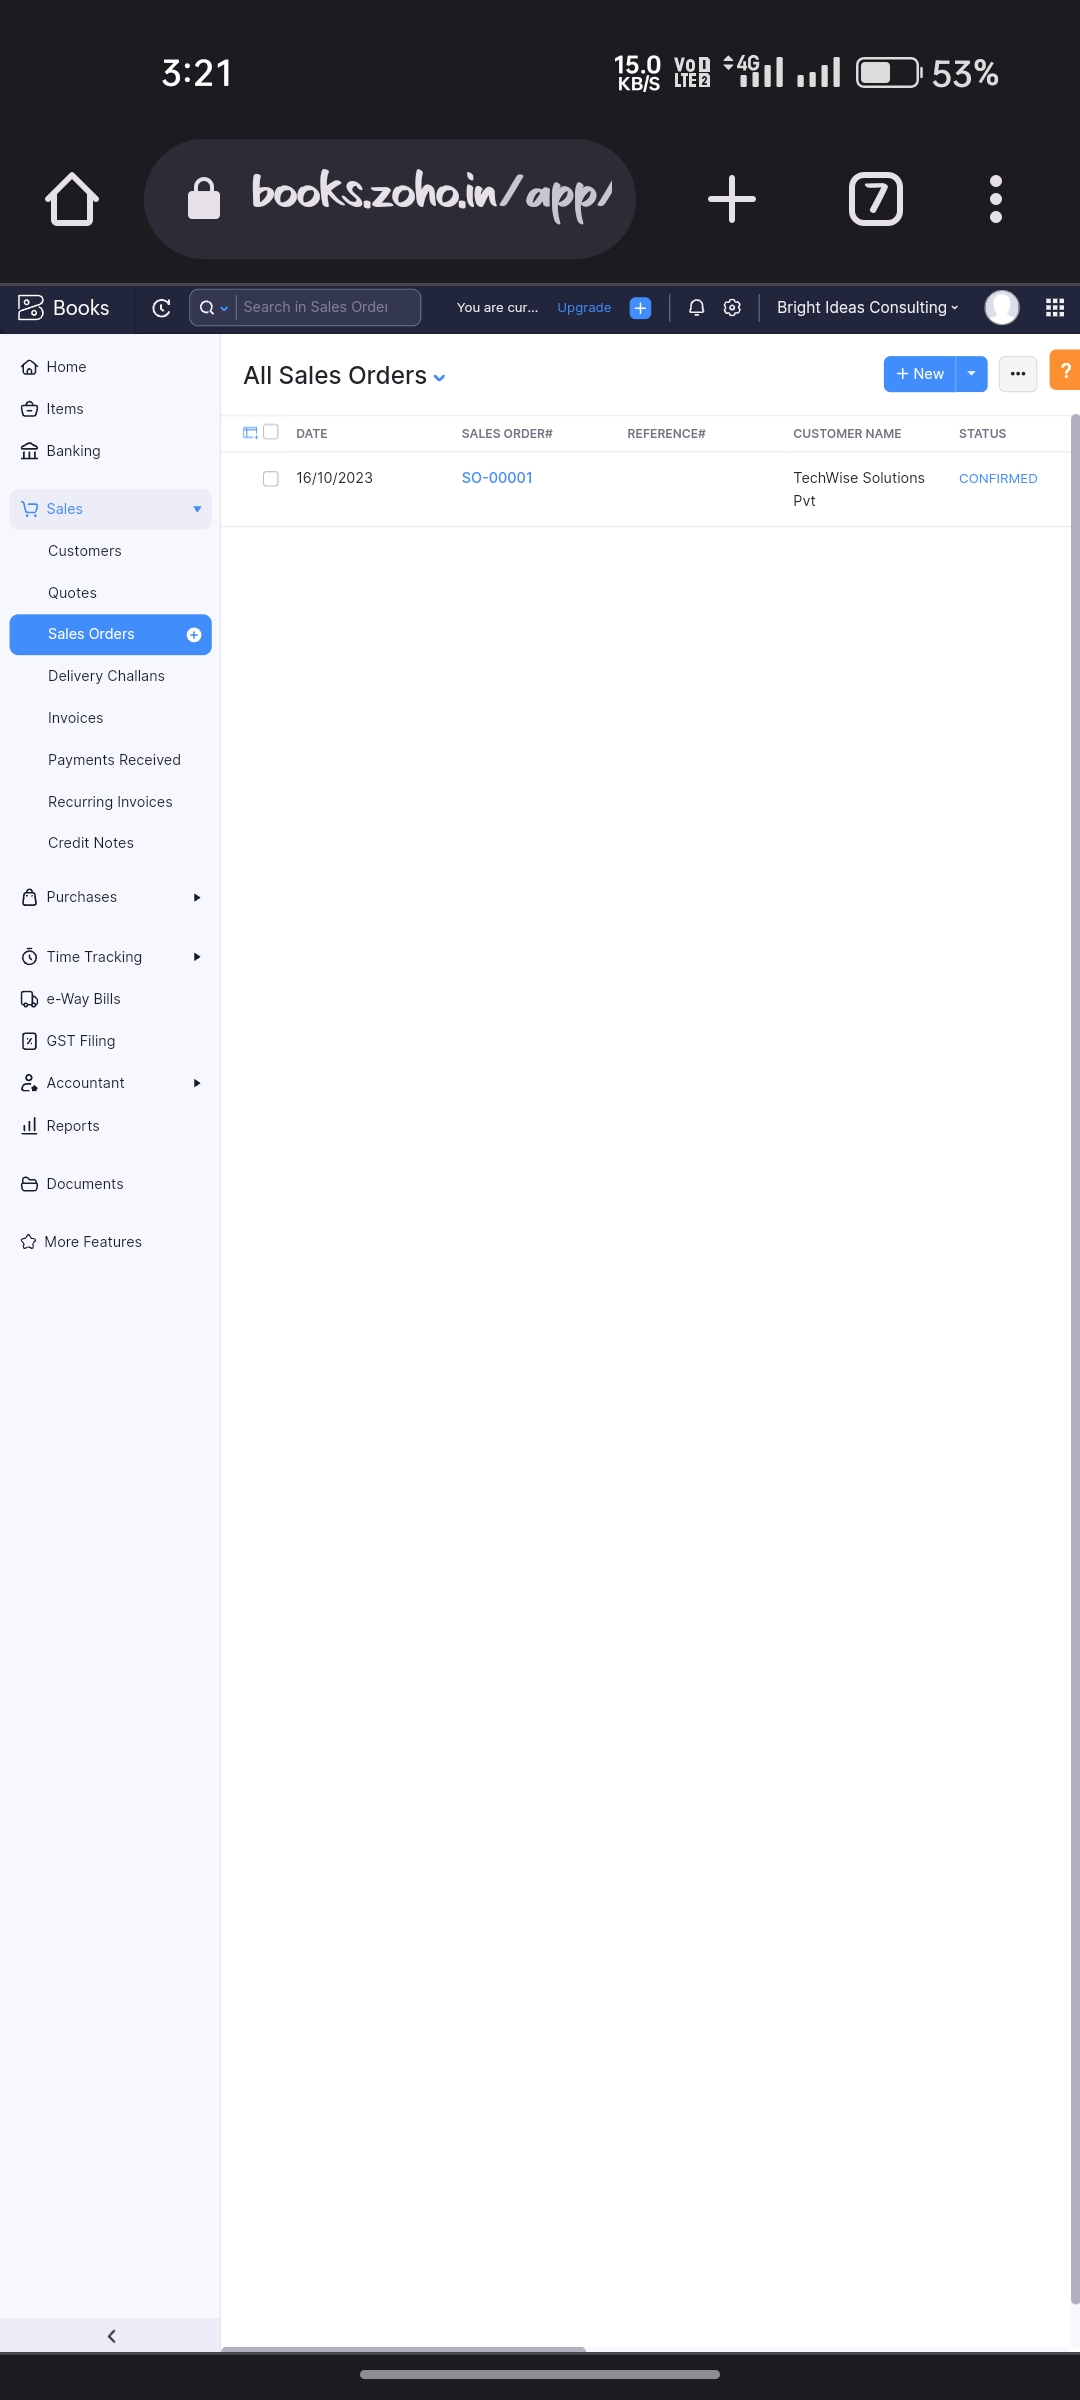 3:21
15.0 KB/S Vo 1 LTE 2 4G 53%
books.zoho.in/app/
7
Books
Search in Sales Order
You are cur... Upgrade
Bright Ideas Consulting
Home
Items
Banking
Sales
Customers
Quotes
Sales Orders
Delivery Challans
Invoices
Payments Received
Recurring Invoices
Credit Notes
Purchases
Time Tracking
e-Way Bills
GST Filing
Accountant
Reports
Documents
More Features
All Sales Orders
+ New
?
DATE SALES ORDER# REFERENCE# CUSTOMER NAME STATUS
16/10/2023 SO-00001 TechWise Solutions CONFIRMED
Pvt